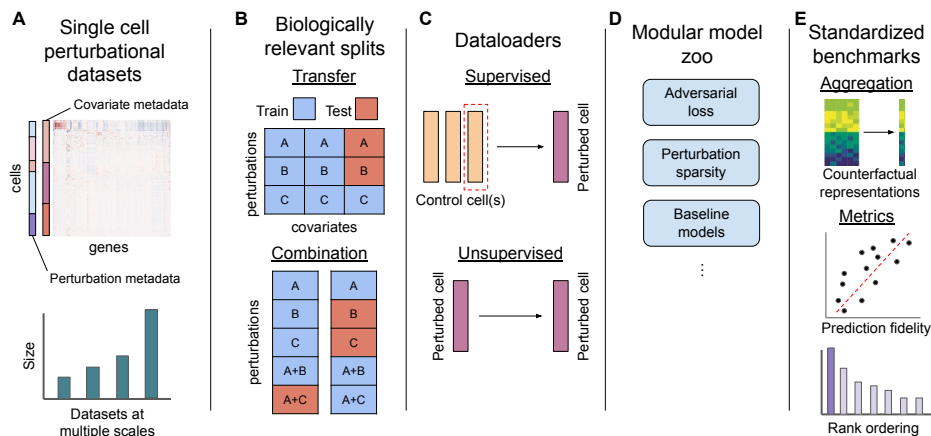 A
Single cell
perturbational
datasets
Covariate metadata
cells
genes
Perturbation metadata
Size
Datasets at
multiple scales
B
Biologically
relevant splits
Transfer
Train
Test
perturbations
A
A
A
B
B
B
C
C
C
covariates
Combination
perturbations
A
A
B
B
C
C
A+B
A+B
A+C
A+C
C
Dataloaders
Supervised
Control cell(s)
Perturbed cell
Unsupervised
Perturbed cell
Perturbed cell
D
Modular model
zoo
Adversarial
loss
Perturbation
sparsity
Baseline
models
...
E
Standardized
benchmarks
Aggregation
Counterfactual
representations
Metrics
Prediction fidelity
Rank ordering